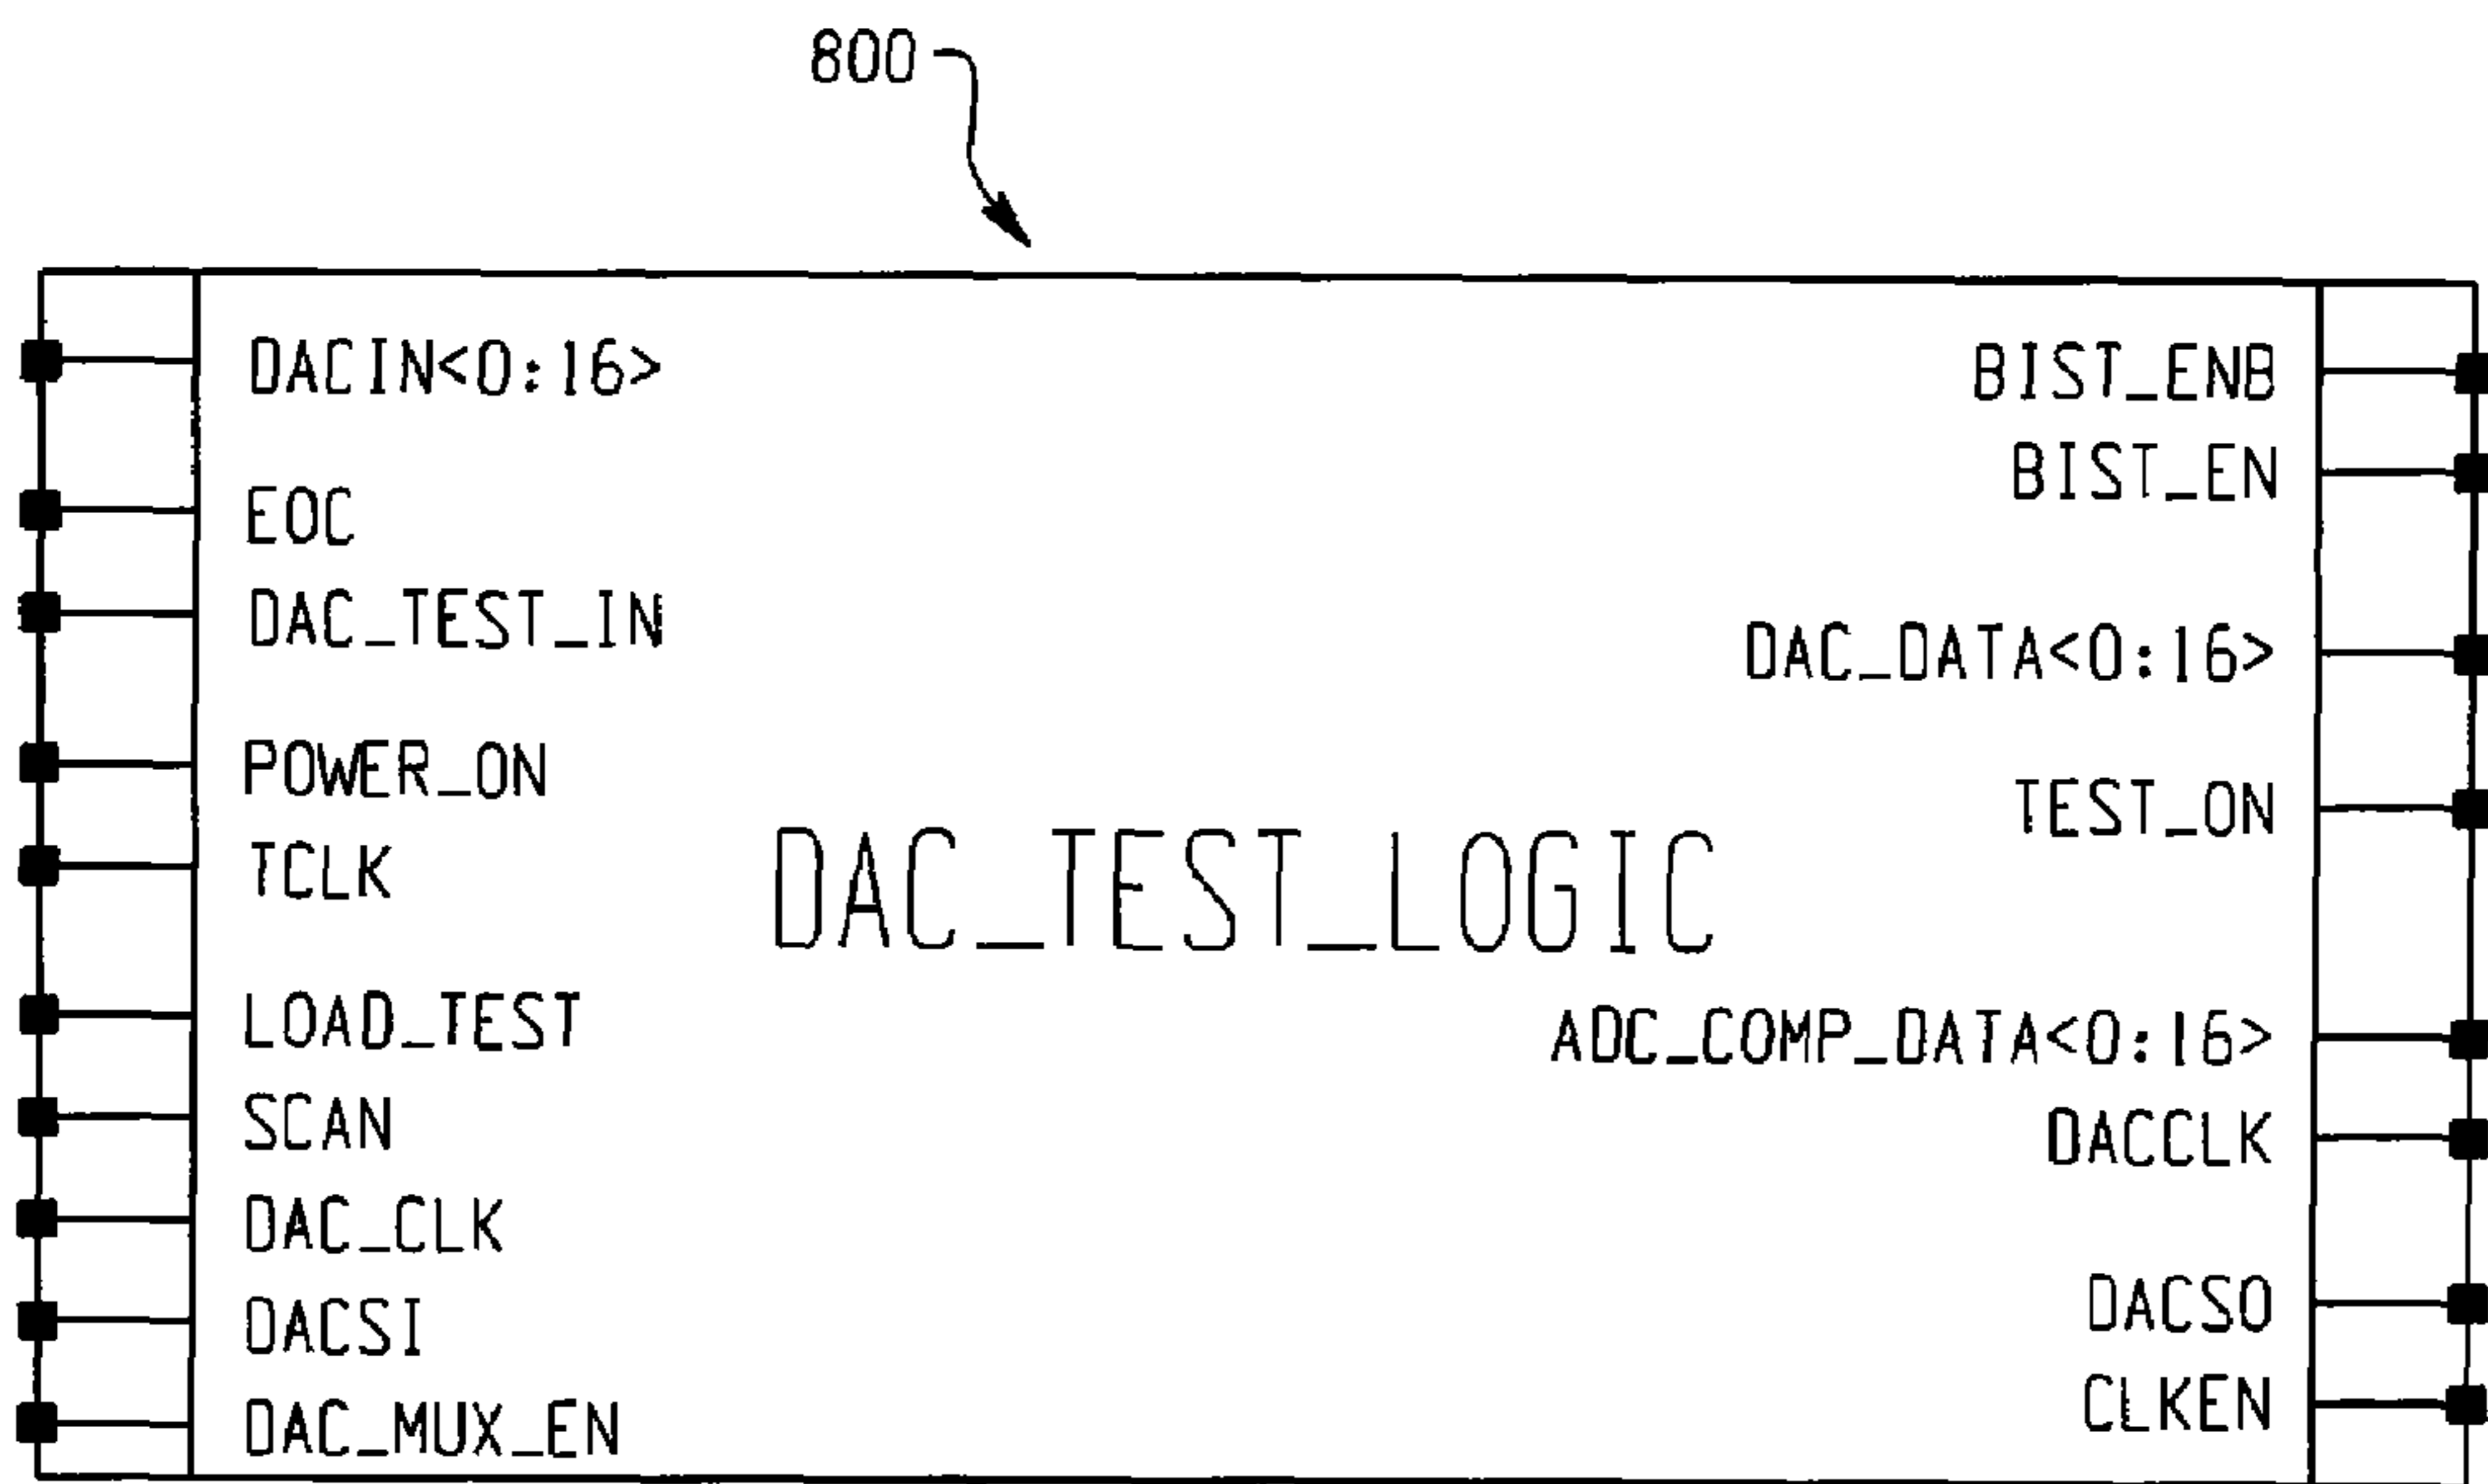 800
DACIN<0:16>
BIST_ENB
BIST_EN
EOC
DAC_TEST_IN
DAC_DATA<0:16>
POWER_ON
TEST_ON
TCLK
DAC_TEST_LOGIC
LOAD_TEST
ADC_COMP_DATA<0:16>
SCAN
DACCLK
DAC_CLK
DACSI
DACSO
DAC_MUX_EN
CLKEN